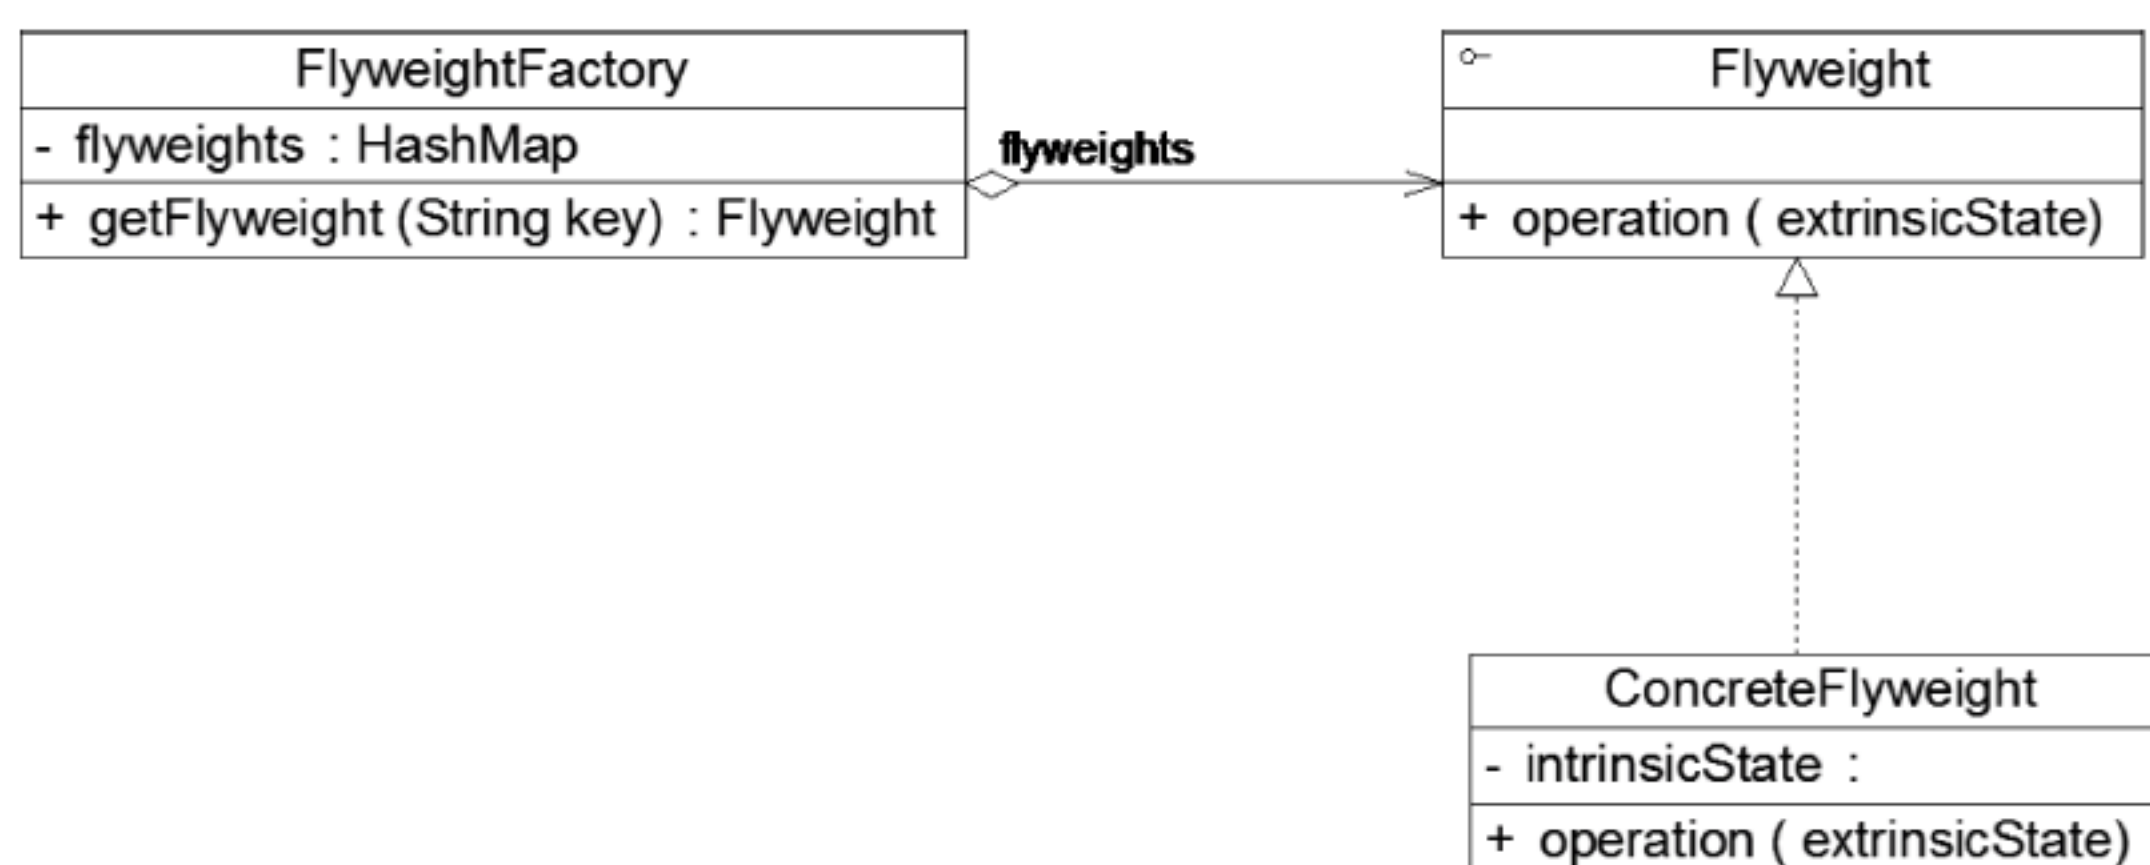 FlyweightFactory
- flyweights : HashMap
+ getFlyweight (String key) : Flyweight
flyweights
Flyweight
+ operation ( extrinsicState)
ConcreteFlyweight
- intrinsicState :
+ operation ( extrinsicState)